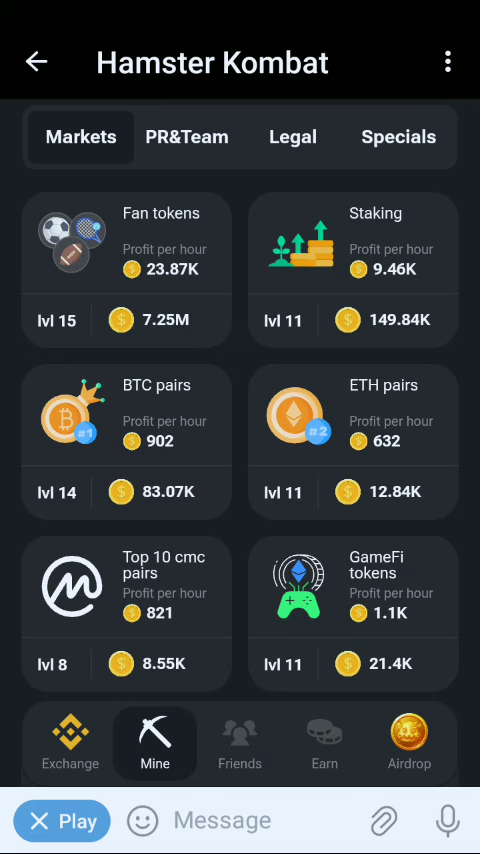 Hamster Kombat
Markets PR&Team Legal Specials
Fan tokens
Profit per hour
23.87K
lvl 15 7.25M
Staking
Profit per hour
9.46K
lvl 11 149.84K
BTC pairs
Profit per hour
#1
902
lvl 14 83.07K
ETH pairs
Profit per hour
#2
632
lvl 11 12.84K
Top 10 cmc
pairs
Profit per hour
821
lvl 8 8.55K
GameFi
tokens
Profit per hour
1.1K
lvl 11 21.4K
Exchange Mine Friends Earn Airdrop
Play Message